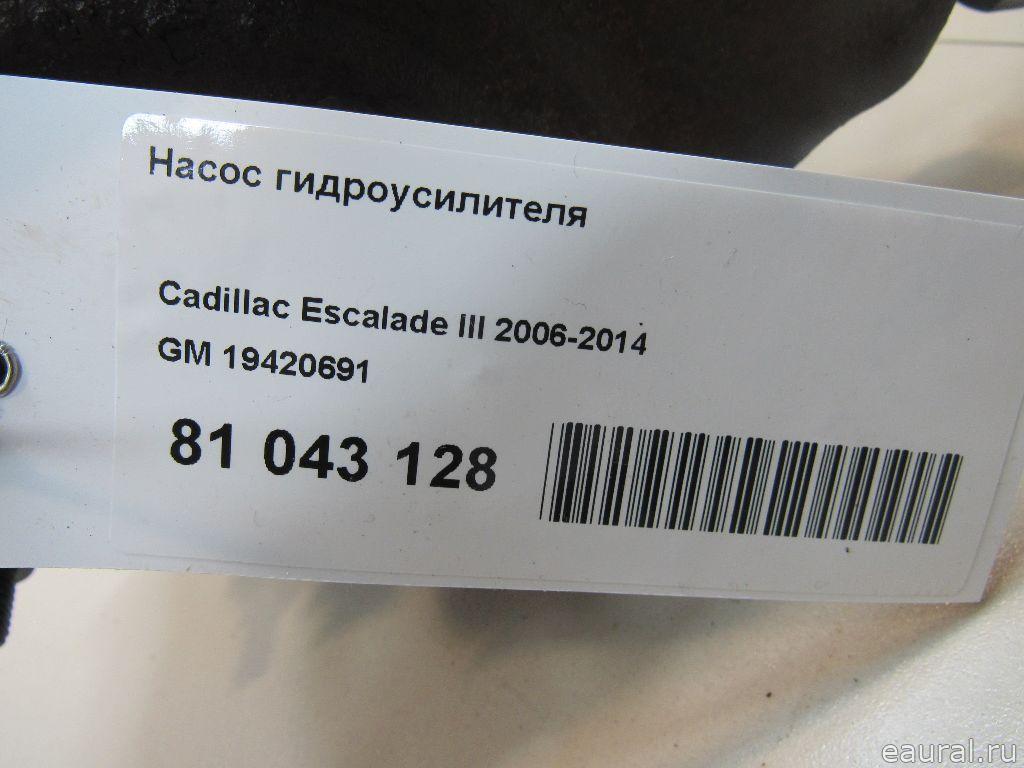 Насос гидроусилителя
Cadillac Escalade III 2006-2014
GM 19420691
81 043 128
eaural.ru